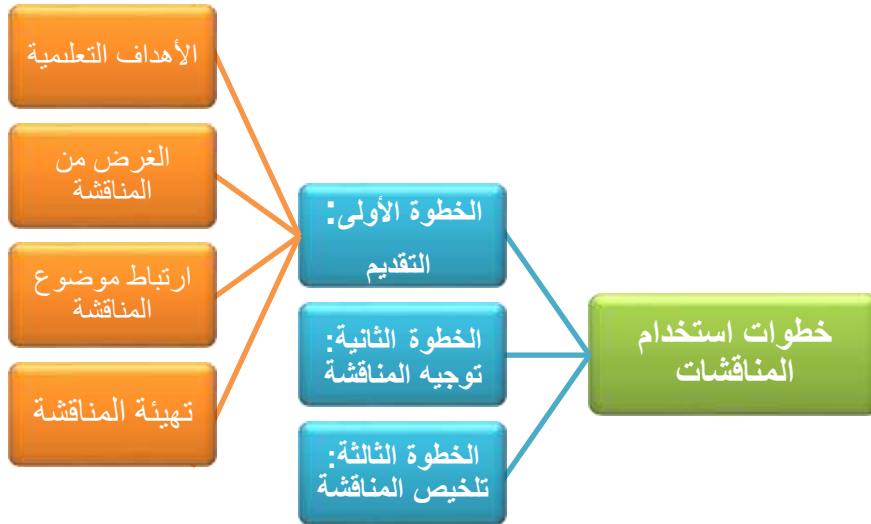 خطوات استخدام
المناقشات
الخطوة الأولى:
التقديم
الخطوة الثانية:
توجيه المناقشة
الخطوة الثالثة:
تلخيص المناقشة
الأهداف التعلىمية
الغرض من
المناقشة
ارتباط موضوع
المناقشة
تهيئة المناقشة